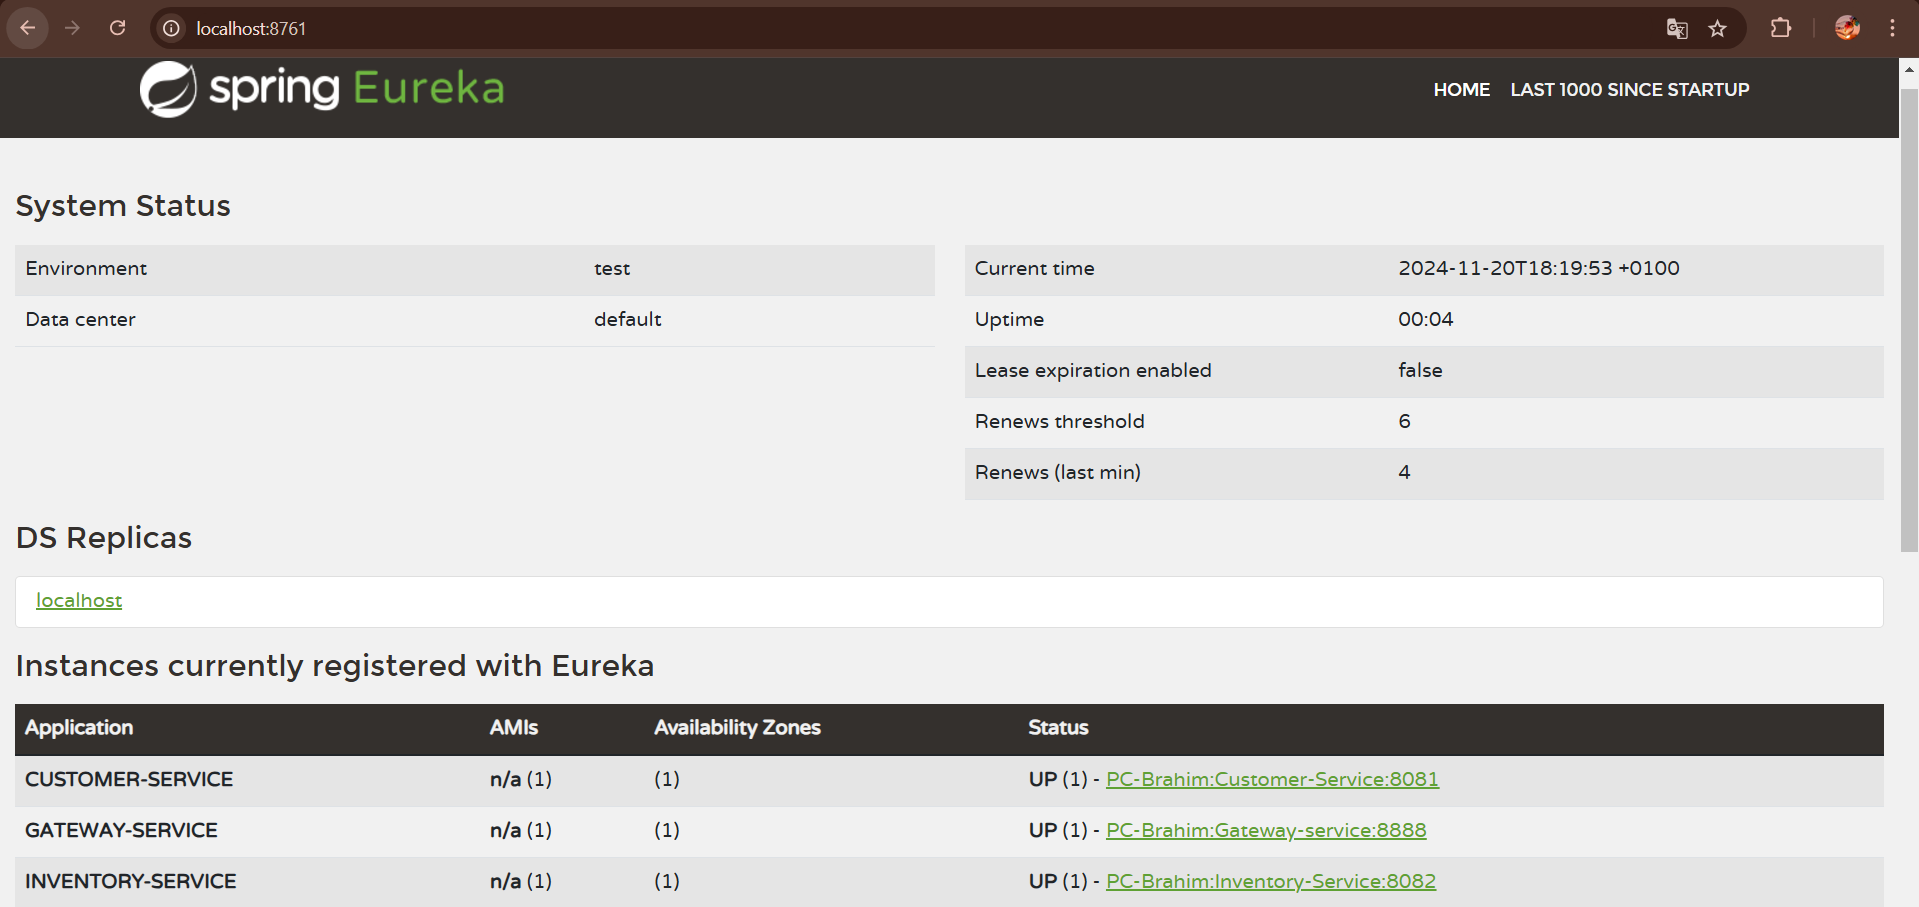 localhost:8761
spring Eureka
HOME LAST 1000 SINCE STARTUP
System Status
Environment test
Data center default
Current time 2024-11-20T18:19:53 +0100
Uptime 00:04
Lease expiration enabled false
Renews threshold 6
Renews (last min) 4
DS Replicas
localhost
Instances currently registered with Eureka
Application AMIs Availability Zones Status
CUSTOMER-SERVICE n/a (1) (1) UP (1) - PC-Brahim:Customer-Service:8081
GATEWAY-SERVICE n/a (1) (1) UP (1) - PC-Brahim:Gateway-service:8888
INVENTORY-SERVICE n/a (1) (1) UP (1) - PC-Brahim:Inventory-Service:8082